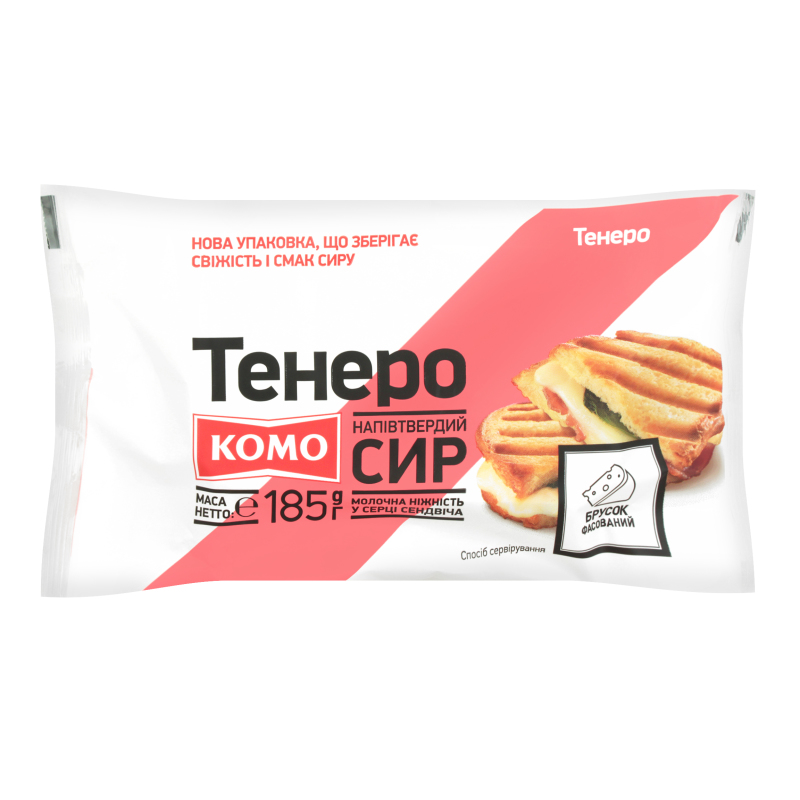 НОВА УПАКОВКА, ЩО ЗБЕРІГАЄ
СВІЖІСТЬ І СМАК СИРУ
Тенеро
Тенеро
КОМО
НАПІВТВЕРДИЙ
СИР
МАСА
НЕТТО: ℮ 185 g г
МОЛОЧНА НІЖНІСТЬ
У СЕРЦІ СЕНДВІЧА
БРУСОК
ФАСОВАНИЙ
Спосіб сервірування